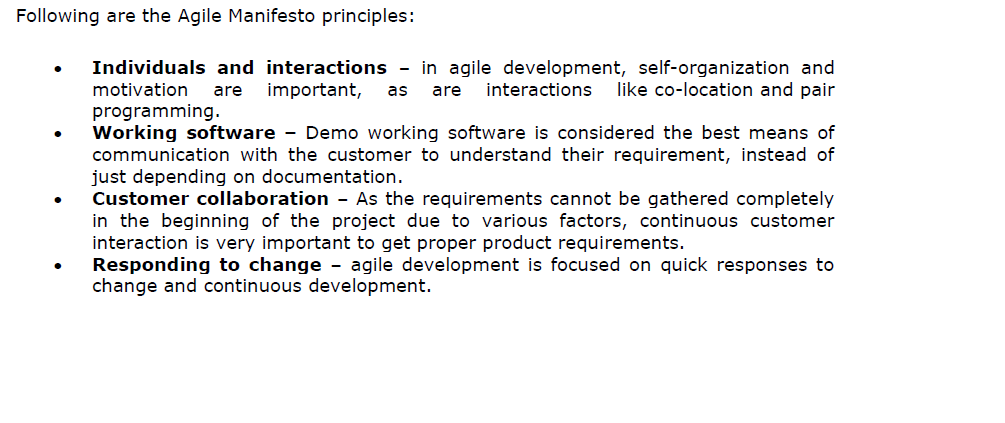 Following are the Agile Manifesto principles:
• Individuals and interactions – in agile development, self-organization and
motivation are important, as are interactions like co-location and pair
programming.
• Working software – Demo working software is considered the best means of
communication with the customer to understand their requirement, instead of
just depending on documentation.
• Customer collaboration – As the requirements cannot be gathered completely
in the beginning of the project due to various factors, continuous customer
interaction is very important to get proper product requirements.
• Responding to change – agile development is focused on quick responses to
change and continuous development.